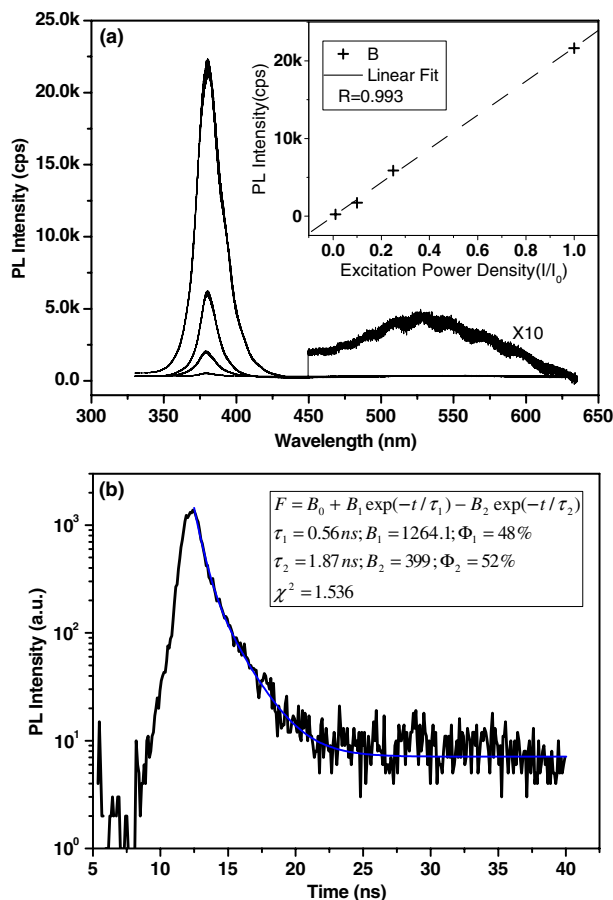 (a)
25.0k
20.0k
15.0k
10.0k
5.0k
0.0
PL Intensity (cps)
300 350 400 450 500 550 600 650
Wavelength (nm)
X10
B
Linear Fit
R=0.993
20k
10k
0
PL Intensity(cps)
0.0 0.2 0.4 0.6 0.8 1.0
Excitation Power Density(I/I₀)
(b)
F = B₀ + B₁ exp(−t / τ₁) − B₂ exp(−t / τ₂)
τ₁ = 0.56ns; B₁ = 1264.1; Φ₁ = 48%
τ₂ = 1.87ns; B₂ = 399; Φ₂ = 52%
χ² = 1.536
10³
10²
10¹
10⁰
PL Intensity (a.u.)
5 10 15 20 25 30 35 40
Time (ns)